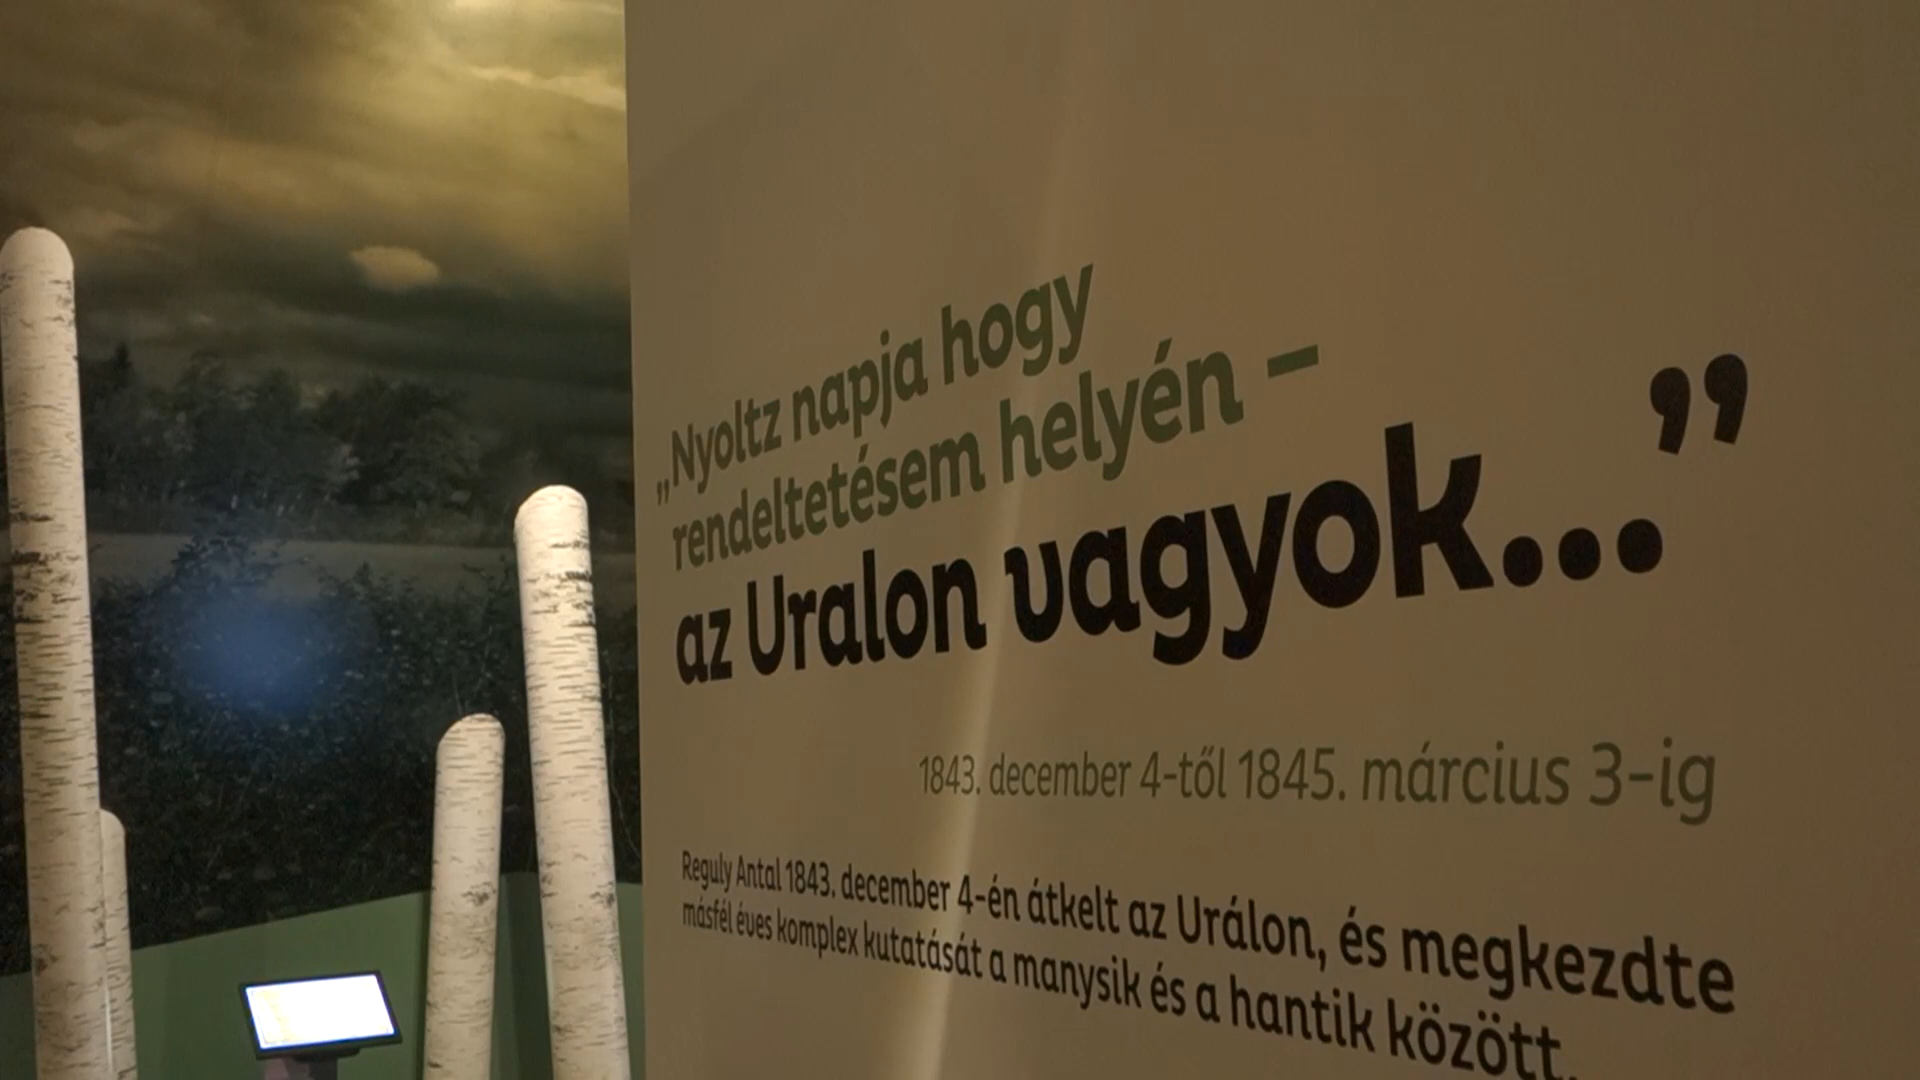 „Nyoltz napja hogy
rendeltetésem helyén –
az Uralon vagyok...”
1843. december 4-től 1845. március 3-ig
Reguly Antal 1843. december 4-én átkelt az Urálon, és megkezdte
másfél éves komplex kutatását a manysik és a hantik között.